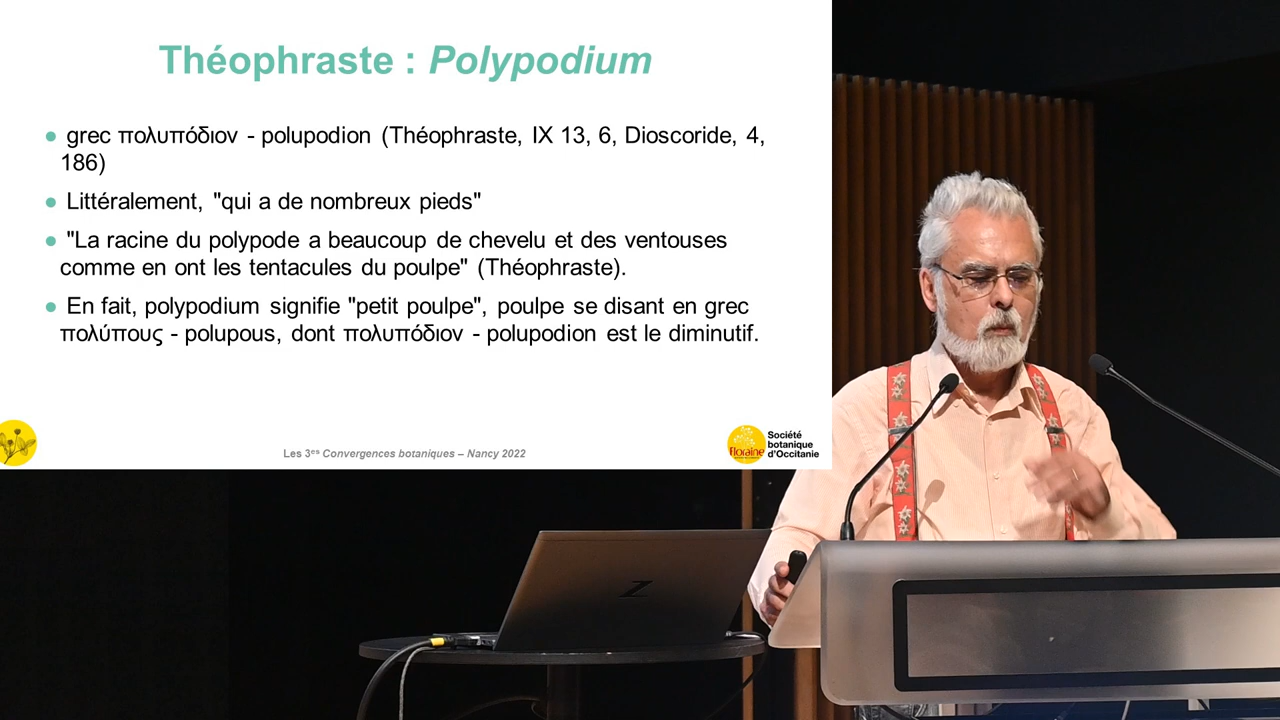 Théophraste : Polypodium
● grec πολυπόδιον - polupodion (Théophraste, IX 13, 6, Dioscoride, 4,
186)
● Littéralement, "qui a de nombreux pieds"
● "La racine du polypode a beaucoup de chevelu et des ventouses
comme en ont les tentacules du poulpe" (Théophraste).
● En fait, polypodium signifie "petit poulpe", poulpe se disant en grec
πολύπους - polupous, dont πολυπόδιον - polupodion est le diminutif.
Les 3es Convergences botaniques – Nancy 2022
floraine
Société
botanique
d'Occitanie
Z